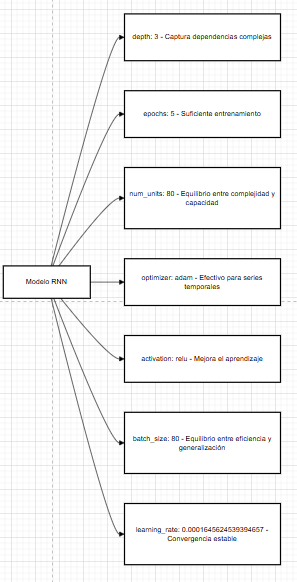 depth: 3 - Captura dependencias complejas
epochs: 5 - Suficiente entrenamiento
num_units: 80 - Equilibrio entre complejidad y
capacidad
Modelo RNN
optimizer: adam - Efectivo para series
temporales
activation: relu - Mejora el aprendizaje
batch_size: 80 - Equilibrio entre eficiencia y
generalización
learning_rate: 0.0001645624539394657 -
Convergencia estable